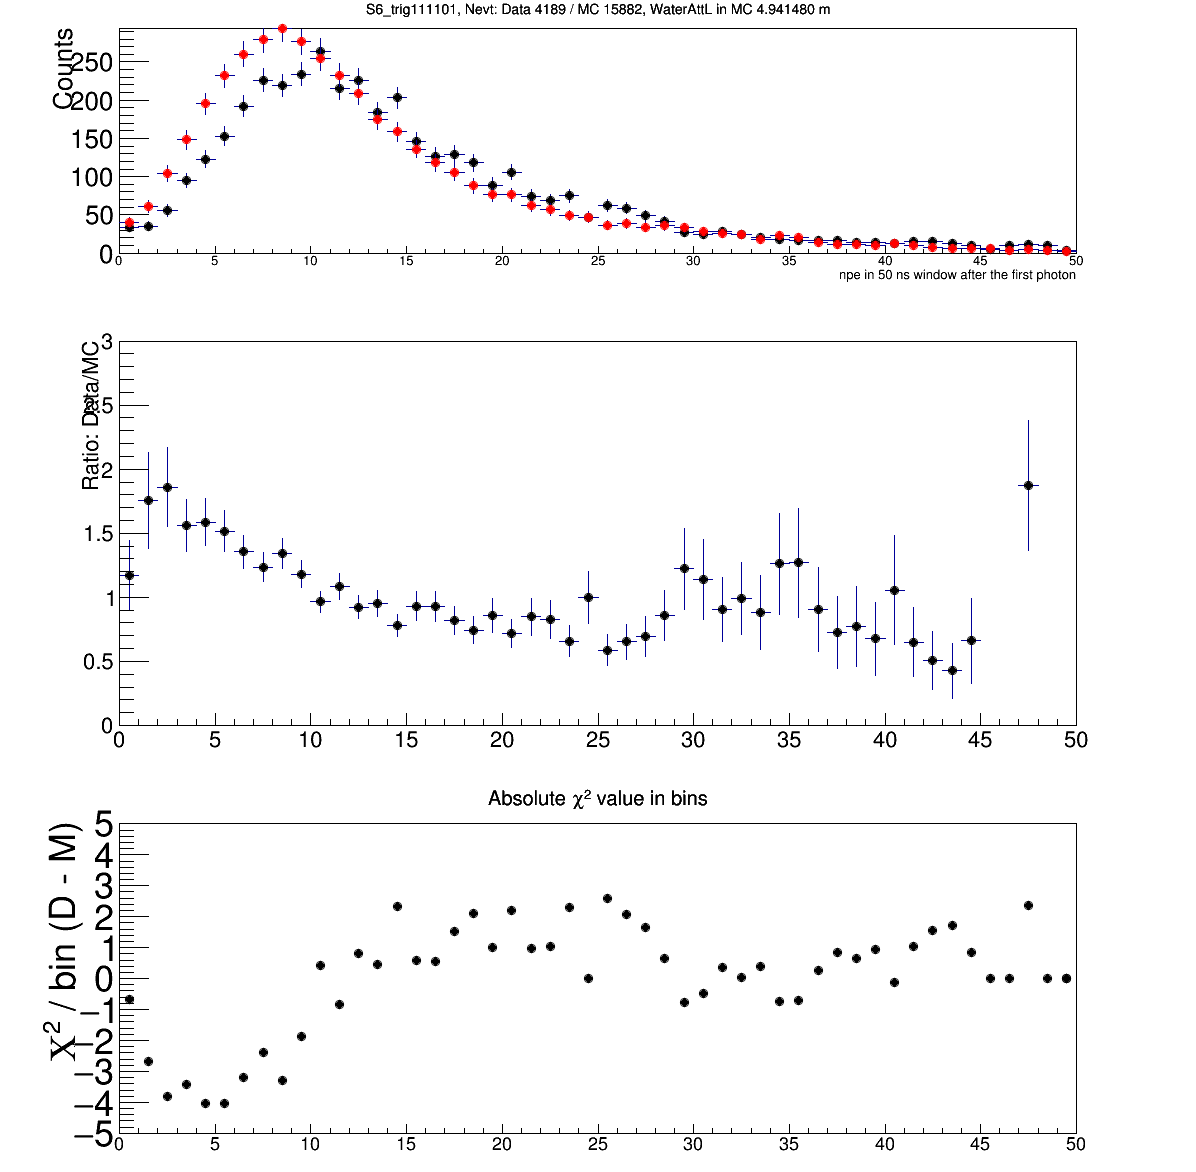 S6_trig111101, Nevt: Data 4189 / MC 15882, WaterAttL in MC 4.941480 m
Counts
250
200
150
100
50
0
0 5 10 15 20 25 30 35 40 45 50
npe in 50 ns window after the first photon
Ratio: Data/MC
3
2.5
2
1.5
1
0.5
0
0 5 10 15 20 25 30 35 40 45 50
Absolute χ² value in bins
X² / bin (D - M)
5
4
3
2
1
0
−1
−2
−3
−4
−5
0 5 10 15 20 25 30 35 40 45 50